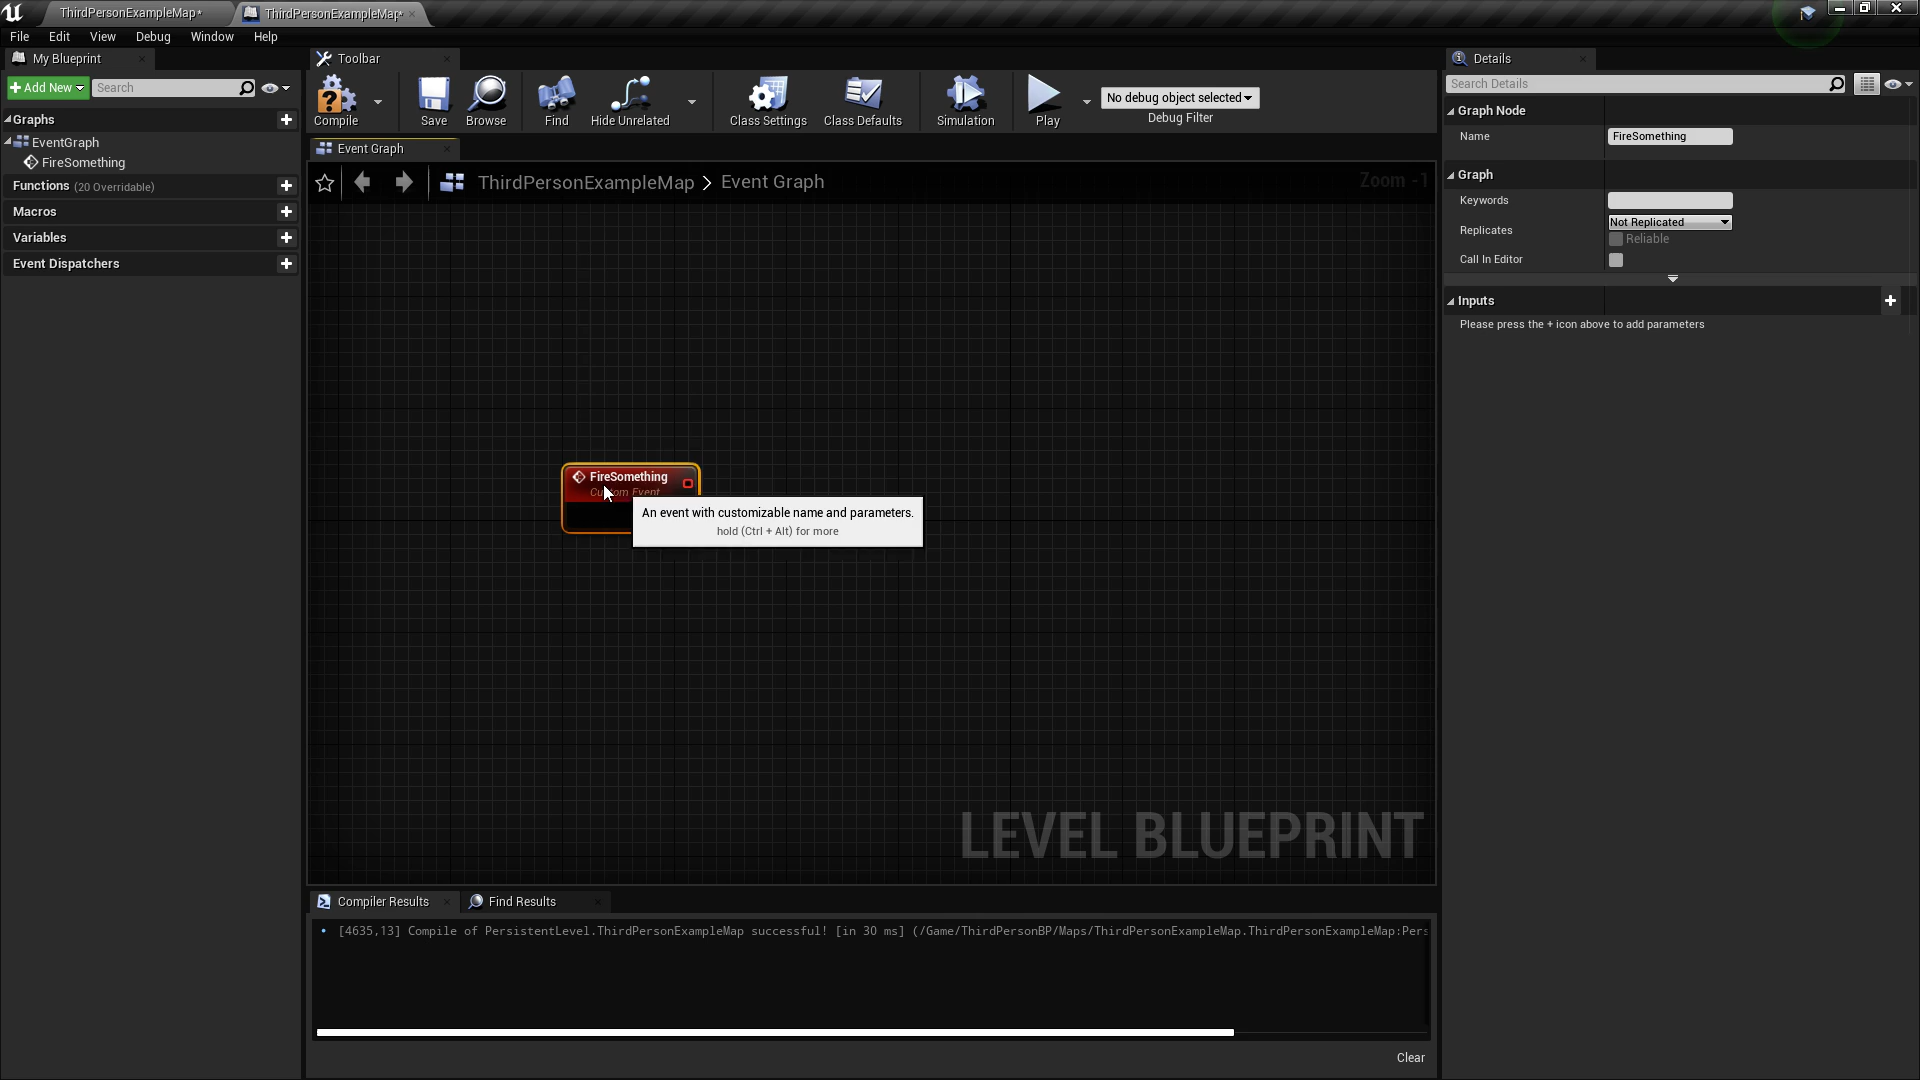 ThirdPersonExampleMap*
ThirdPersonExampleMap*
File Edit View Debug Window Help
My Blueprint
Add New
Search
Graphs
EventGraph
FireSomething
Functions (20 Overridable)
Macros
Variables
Event Dispatchers
Toolbar
Compile
Save
Browse
Find
Hide Unrelated
Class Settings
Class Defaults
Simulation
Play
No debug object selected
Debug Filter
Event Graph
ThirdPersonExampleMap > Event Graph
Zoom -1
FireSomething
Custom Event
An event with customizable name and parameters.
hold (Ctrl + Alt) for more
LEVEL BLUEPRINT
Compiler Results
Find Results
[4635,13] Compile of PersistentLevel.ThirdPersonExampleMap successful! [in 30 ms] (/Game/ThirdPersonBP/Maps/ThirdPersonExampleMap.ThirdPersonExampleMap:Pers
Clear
Details
Search Details
Graph Node
Name
FireSomething
Graph
Keywords
Replicates
Not Replicated
Reliable
Call In Editor
Inputs
Please press the + icon above to add parameters